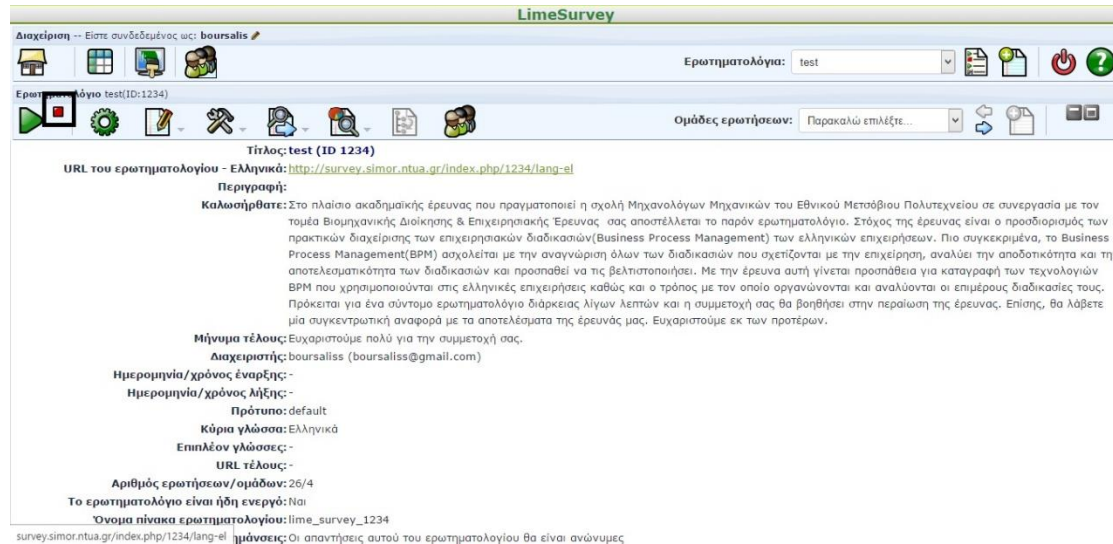 LimeSurvey
Διαχείριση -- Είστε συνδεδεμένος ως: boursalis
Ερωτηματολόγια: test
Ερωτηματολόγιο test(ID:1234)
Ομάδες ερωτήσεων: Παρακαλώ επιλέξτε...
Τίτλος: test (ID 1234)
URL του ερωτηματολογίου - Ελληνικά: http://survey.simor.ntua.gr/index.php/1234/lang-el
Περιγραφή:
Καλωσήρθατε: Στο πλαίσιο ακαδημαϊκής έρευνας που πραγματοποιεί η σχολή Μηχανολόγων Μηχανικών του Εθνικού Μετσόβιου Πολυτεχνείου σε συνεργασία με τον
τομέα Βιομηχανικής Διοίκησης & Επιχειρησιακής Έρευνας σας αποστέλλεται το παρόν ερωτηματολόγιο. Στόχος της έρευνας είναι ο προσδιορισμός των
πρακτικών διαχείρισης των επιχειρησιακών διαδικασιών(Business Process Management) των ελληνικών επιχειρήσεων. Πιο συγκεκριμένα, το Business
Process Management(BPM) ασχολείται με την αναγνώριση όλων των διαδικασιών που σχετίζονται με την επιχείρηση, αναλύει την αποδοτικότητα και τη
αποτελεσματικότητα των διαδικασιών και προσπαθεί να τις βελτιστοποιήσει. Με την έρευνα αυτή γίνεται προσπάθεια για καταγραφή των τεχνολογιών
BPM που χρησιμοποιούνται στις ελληνικές επιχειρήσεις καθώς και ο τρόπος με τον οποίο οργανώνονται και αναλύονται οι επιμέρους διαδικασίες τους.
Πρόκειται για ένα σύντομο ερωτηματολόγιο διάρκειας λίγων λεπτών και η συμμετοχή σας θα βοηθήσει στην περαίωση της έρευνας. Επίσης, θα λάβετε
μία συγκεντρωτική αναφορά με τα αποτελέσματα της έρευνάς μας. Ευχαριστούμε εκ των προτέρων.
Μήνυμα τέλους: Ευχαριστούμε πολύ για την συμμετοχή σας.
Διαχειριστής: boursaliss (boursaliss@gmail.com)
Ημερομηνία/χρόνος έναρξης: -
Ημερομηνία/χρόνος λήξης: -
Πρότυπο: default
Κύρια γλώσσα: Ελληνικά
Επιπλέον γλώσσες: -
URL τέλους: -
Αριθμός ερωτήσεων/ομάδων: 26/4
Το ερωτηματολόγιο είναι ήδη ενεργό: Ναι
Όνομα πίνακα ερωτηματολογίου: lime_survey_1234
survey.simor.ntua.gr/index.php/1234/lang-el ημάνσεις: Οι απαντήσεις αυτού του ερωτηματολογίου θα είναι ανώνυμες